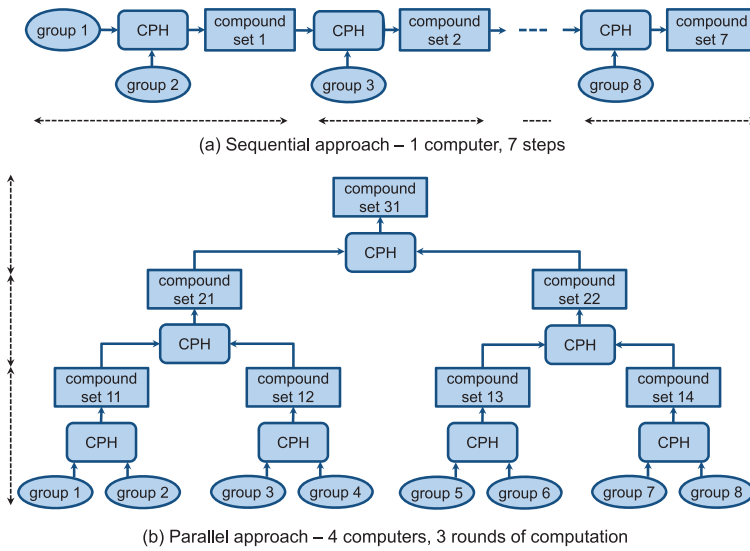 group 1
CPH
compound
set 1
CPH
compound
set 2
CPH
compound
set 7
group 2
group 3
group 8
(a) Sequential approach – 1 computer, 7 steps
compound
set 31
CPH
compound
set 21
compound
set 22
CPH
CPH
compound
set 11
compound
set 12
compound
set 13
compound
set 14
CPH
CPH
CPH
CPH
group 1
group 2
group 3
group 4
group 5
group 6
group 7
group 8
(b) Parallel approach – 4 computers, 3 rounds of computation